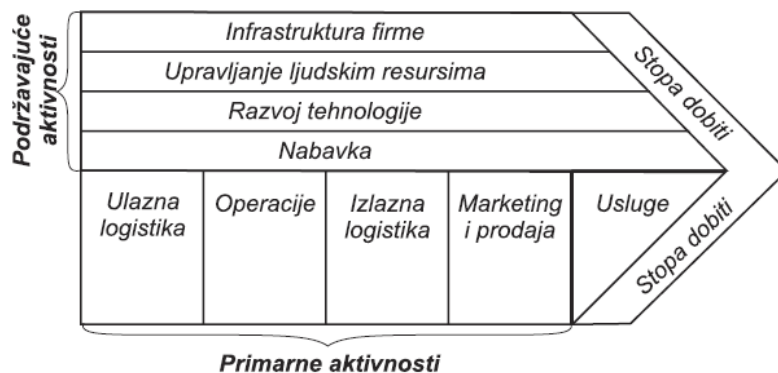 Podržavajuće
aktivnosti
Infrastruktura firme
Upravljanje ljudskim resursima
Razvoj tehnologije
Nabavka
Stopa dobiti
Ulazna
logistika
Operacije
Izlazna
logistika
Marketing
i prodaja
Usluge
Stopa dobiti
Primarne aktivnosti